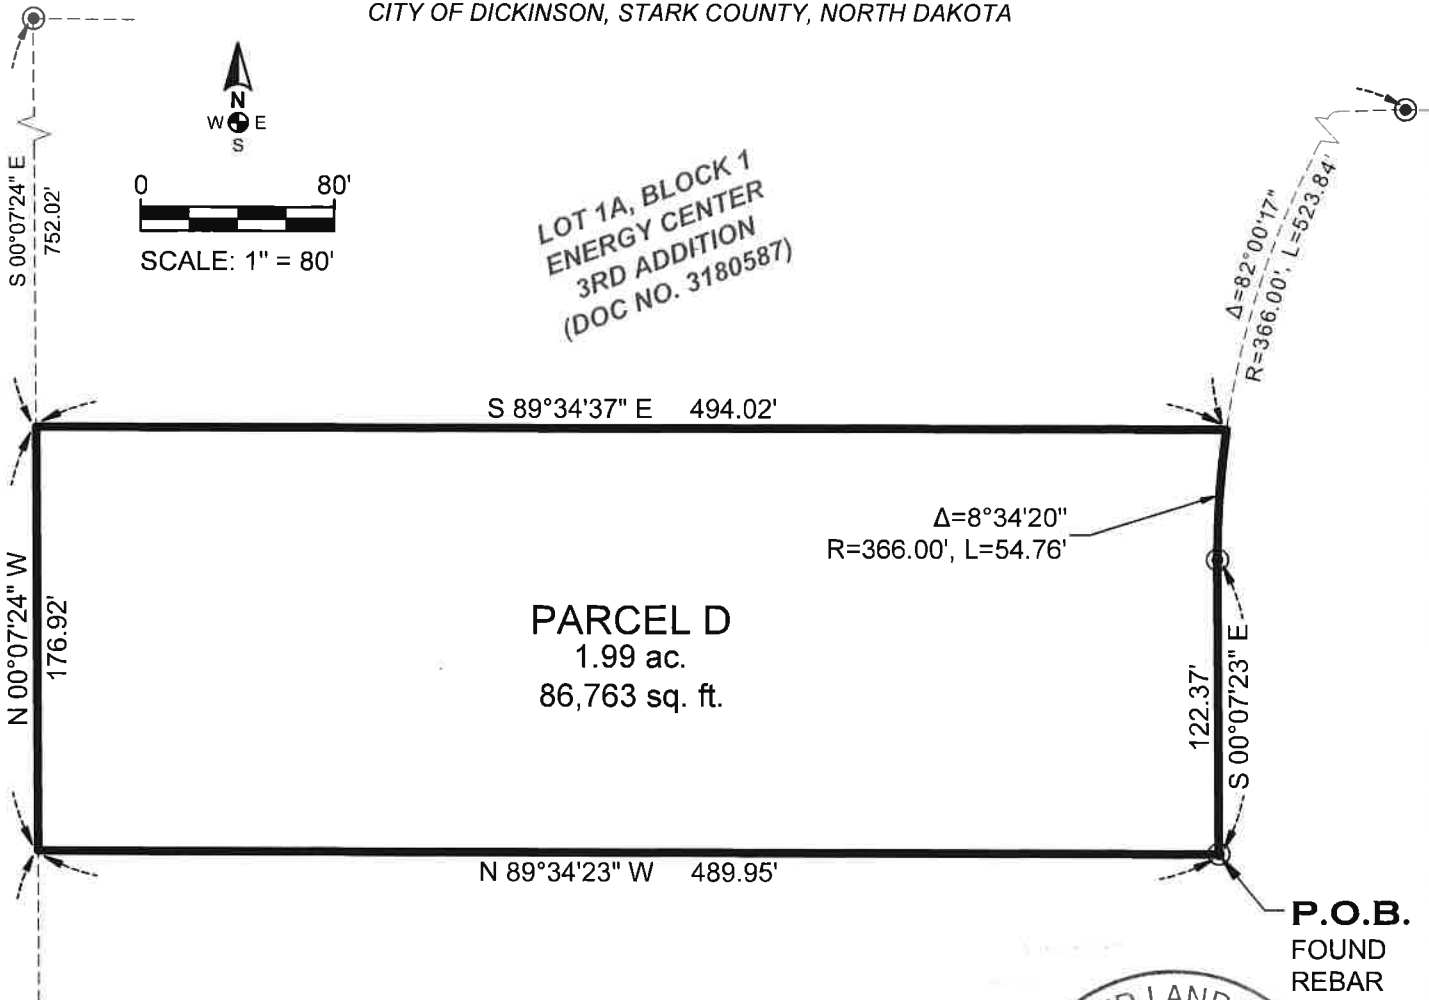 CITY OF DICKINSON, STARK COUNTY, NORTH DAKOTA
N
W E
S
0 80'
SCALE: 1" = 80'
S 00°07'24" E
752.02'
LOT 1A, BLOCK 1
ENERGY CENTER
3RD ADDITION
(DOC NO. 3180587)
Δ=82°00'17"
R=366.00', L=523.84'
S 89°34'37" E 494.02'
Δ=8°34'20"
R=366.00', L=54.76'
N 00°07'24" W
176.92'
PARCEL D
1.99 ac.
86,763 sq. ft.
122.37'
S 00°07'23" E
N 89°34'23" W 489.95'
P.O.B.
FOUND
REBAR
LAND